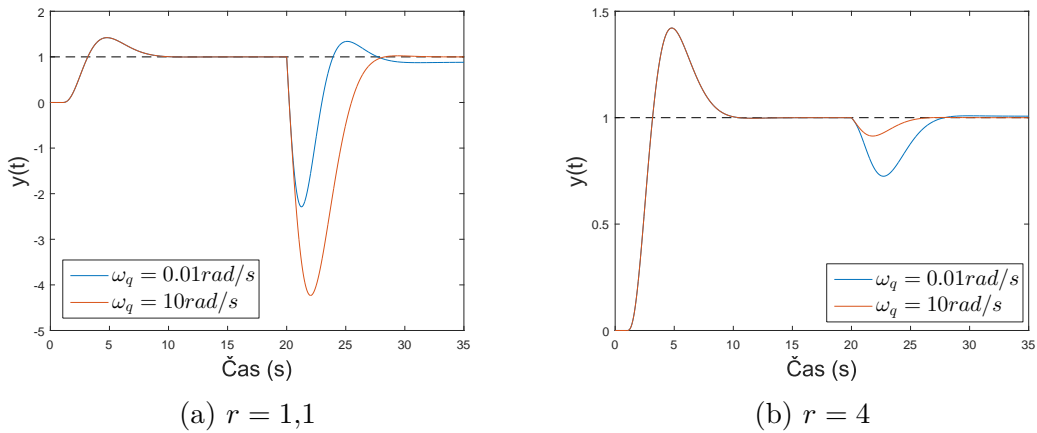 2
1
0
-1
-2
-3
-4
-5
0 5 10 15 20 25 30 35
y(t)
Čas (s)
ω_q = 0.01rad/s
ω_q = 10rad/s
(a) r = 1,1
1.5
1
0.5
0
0 5 10 15 20 25 30 35
y(t)
Čas (s)
ω_q = 0.01rad/s
ω_q = 10rad/s
(b) r = 4